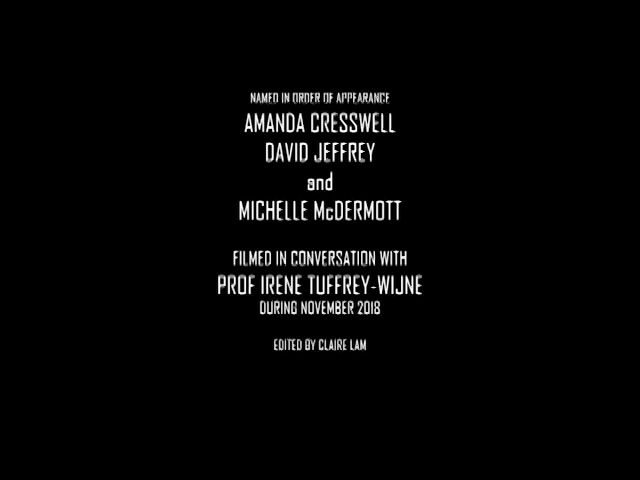 NAMED IN ORDER OF APPEARANCE
AMANDA CRESSWELL
DAVID JEFFREY
and
MICHELLE McDERMOTT
FILMED IN CONVERSATION WITH
PROF IRENE TUFFREY-WIJNE
DURING NOVEMBER 2018
EDITED BY CLAIRE LAM